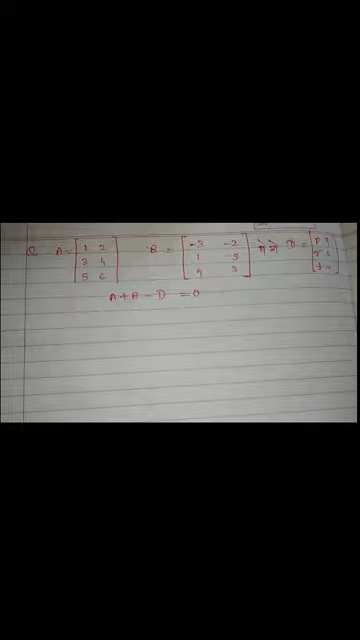 Q. A = [1 2 B = [-3 -2 D = [p q
3 4 1 -5 r s
5 6] 4 3] t u]
A + B - D = 0